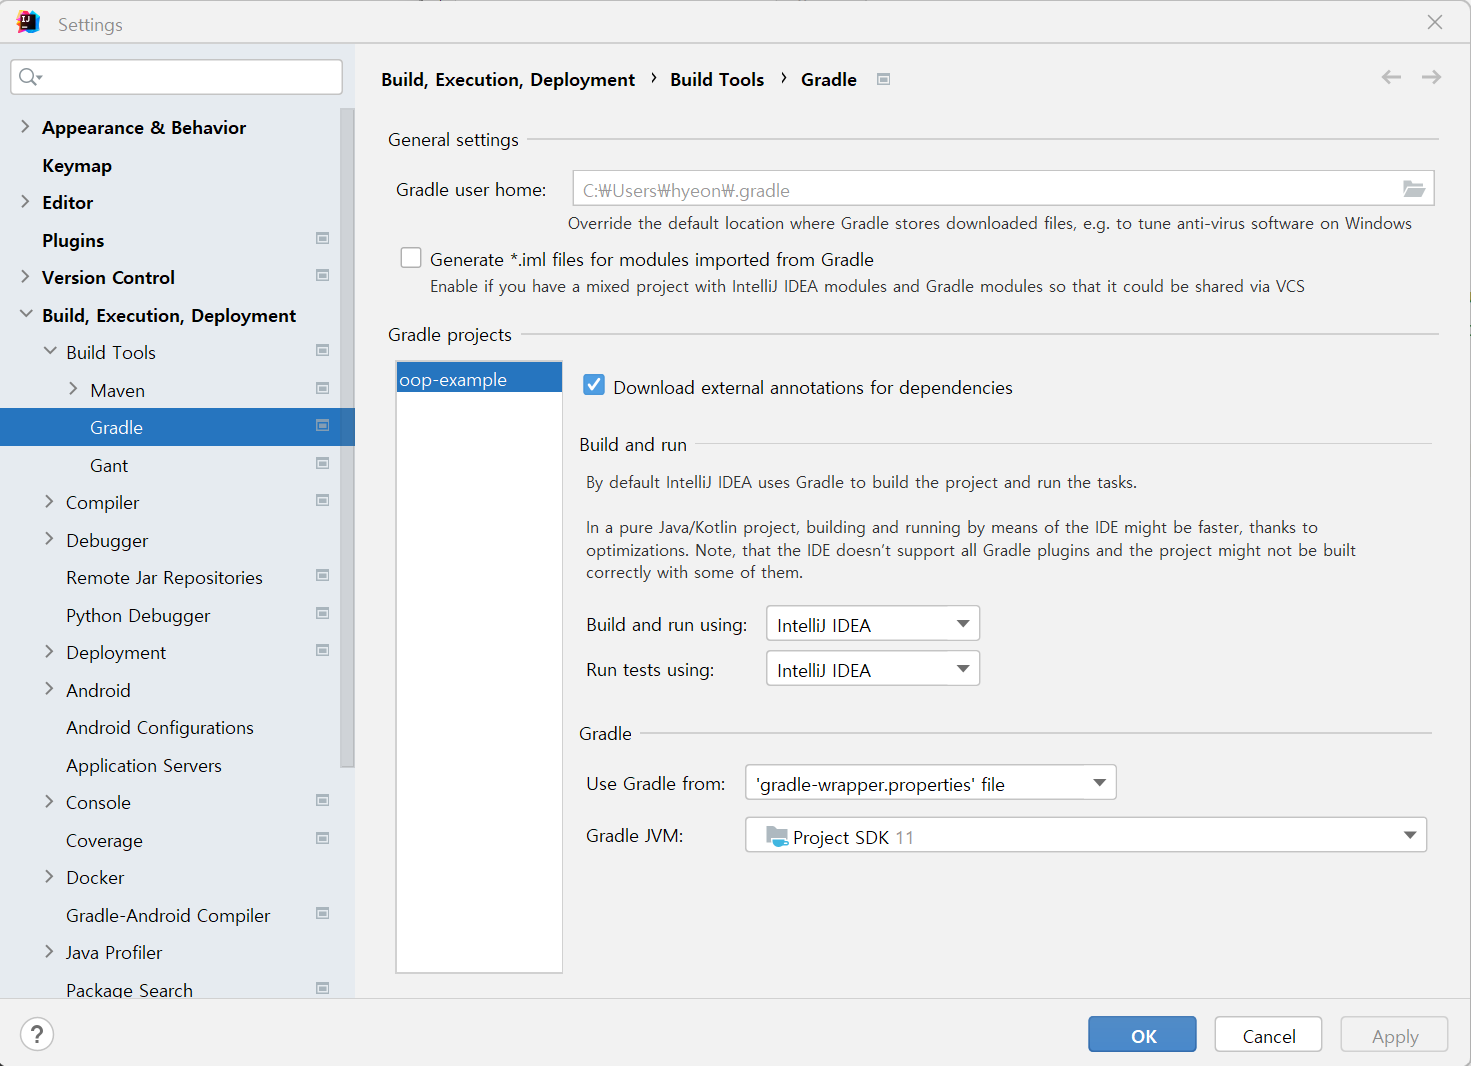 Settings
Appearance & Behavior
Keymap
Editor
Plugins
Version Control
Build, Execution, Deployment
Build Tools
Maven
Gradle
Gant
Compiler
Debugger
Remote Jar Repositories
Python Debugger
Deployment
Android
Android Configurations
Application Servers
Console
Coverage
Docker
Gradle-Android Compiler
Java Profiler
Package Search
Build, Execution, Deployment › Build Tools › Gradle
General settings
Gradle user home: C:₩Users₩hyeon₩.gradle
Override the default location where Gradle stores downloaded files, e.g. to tune anti-virus software on Windows
Generate *.iml files for modules imported from Gradle
Enable if you have a mixed project with IntelliJ IDEA modules and Gradle modules so that it could be shared via VCS
Gradle projects
oop-example
Download external annotations for dependencies
Build and run
By default IntelliJ IDEA uses Gradle to build the project and run the tasks.
In a pure Java/Kotlin project, building and running by means of the IDE might be faster, thanks to
optimizations. Note, that the IDE doesn't support all Gradle plugins and the project might not be built
correctly with some of them.
Build and run using: IntelliJ IDEA
Run tests using: IntelliJ IDEA
Gradle
Use Gradle from: 'gradle-wrapper.properties' file
Gradle JVM: Project SDK 11
?
OK Cancel Apply